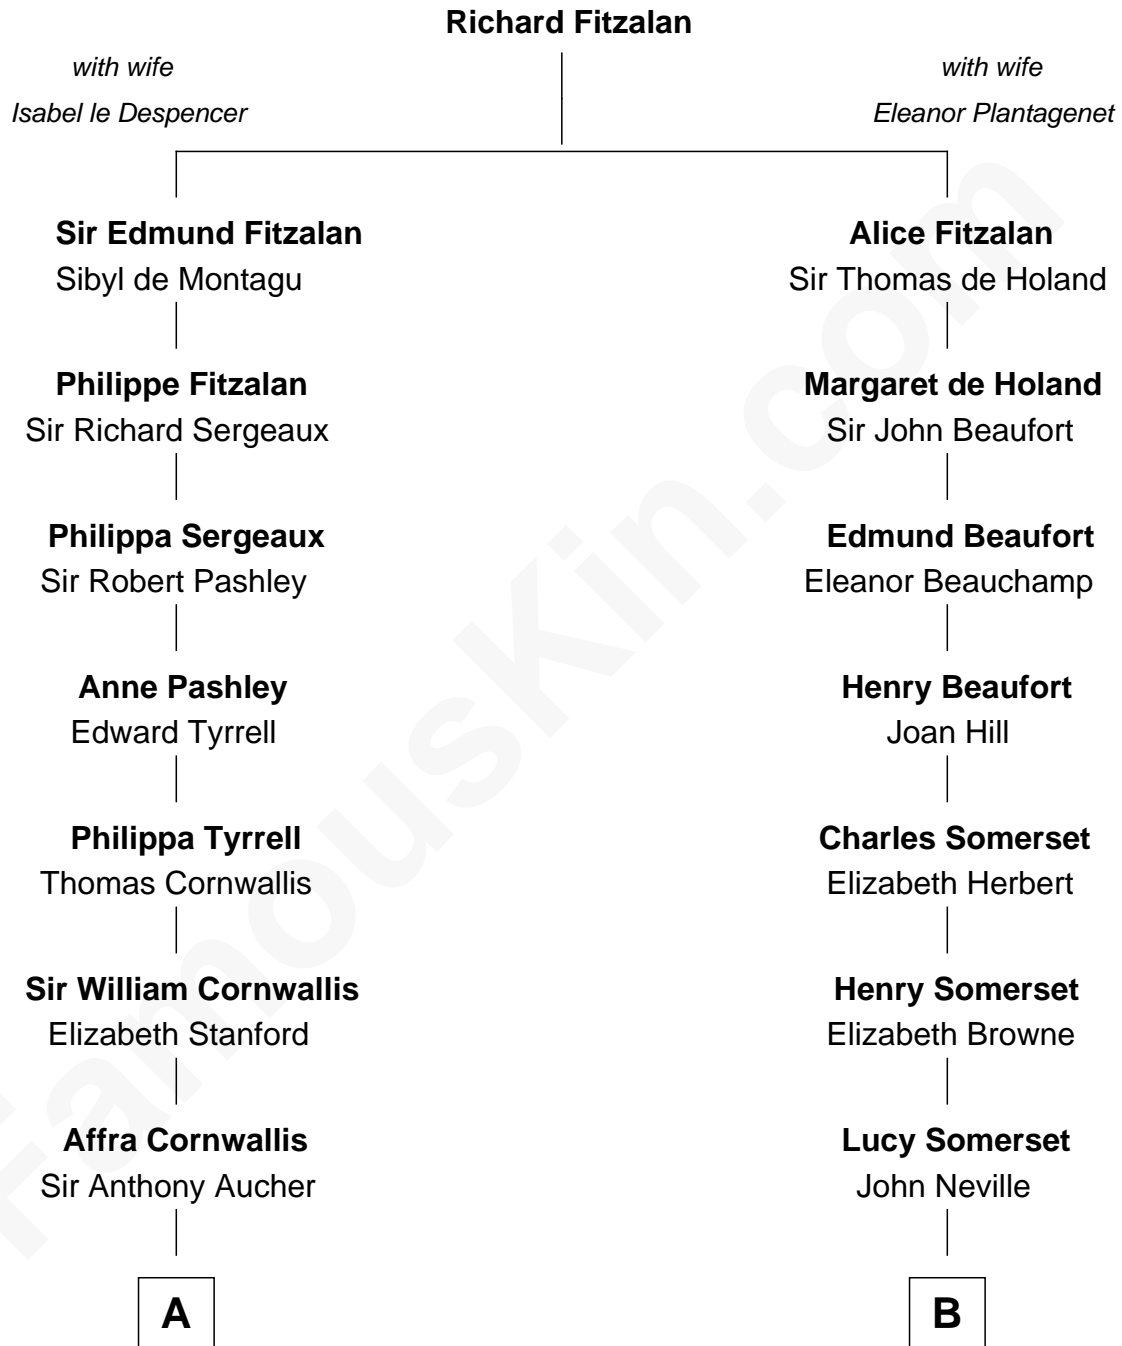 Richard Fitzalan
with wife
Isabel le Despencer
with wife
Eleanor Plantagenet
Sir Edmund Fitzalan
Sibyl de Montagu
Alice Fitzalan
Sir Thomas de Holand
Philippe Fitzalan
Sir Richard Sergeaux
Margaret de Holand
Sir John Beaufort
Philippa Sergeaux
Sir Robert Pashley
Edmund Beaufort
Eleanor Beauchamp
Anne Pashley
Edward Tyrrell
Henry Beaufort
Joan Hill
Philippa Tyrrell
Thomas Cornwallis
Charles Somerset
Elizabeth Herbert
Sir William Cornwallis
Elizabeth Stanford
Henry Somerset
Elizabeth Browne
Affra Cornwallis
Sir Anthony Aucher
Lucy Somerset
John Neville
A
B
FamousKin.com